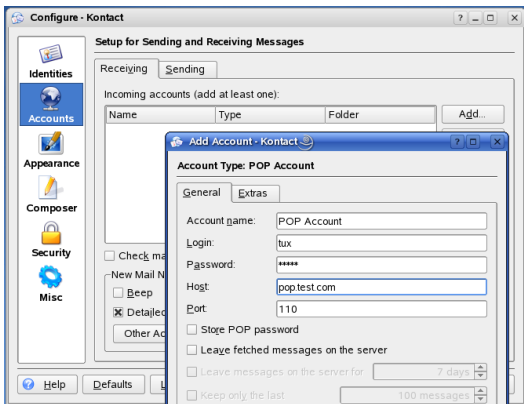 Configure - Kontact
Setup for Sending and Receiving Messages
Identities
Accounts
Appearance
Composer
Security
Misc
Receiving
Sending
Incoming accounts (add at least one):
Name Type Folder
Add...
Check ma
New Mail N
Beep
Detailed
Other Ac
Help
Defaults
Add Account - Kontact
Account Type: POP Account
General Extras
Account name: POP Account
Login: tux
Password: *****
Host: pop.test.com
Port: 110
Store POP password
Leave fetched messages on the server
Leave messages on the server for 7 days
Keep only the last 100 messages